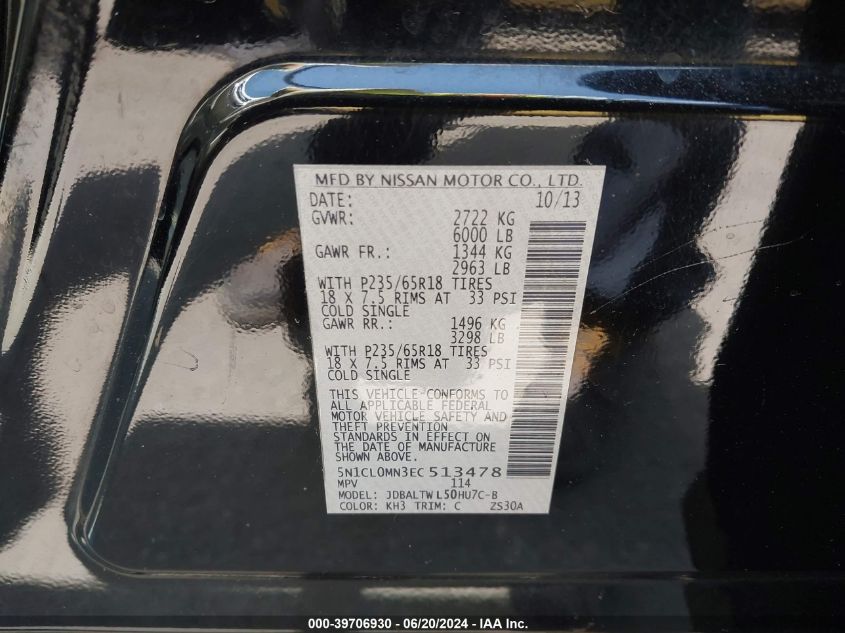 MFD BY NISSAN MOTOR CO., LTD.
DATE: 10/13
GVWR: 2722 KG
6000 LB
GAWR FR.: 1344 KG
2963 LB
WITH P235/65R18 TIRES
18 X 7.5 RIMS AT 33 PSI
COLD SINGLE
GAWR RR.: 1496 KG
3298 LB
WITH P235/65R18 TIRES
18 X 7.5 RIMS AT 33 PSI
COLD SINGLE
THIS VEHICLE CONFORMS TO
ALL APPLICABLE FEDERAL
MOTOR VEHICLE SAFETY AND
THEFT PREVENTION
STANDARDS IN EFFECT ON
THE DATE OF MANUFACTURE
SHOWN ABOVE.
5N1CL0MN3EC513478
MPV 114
MODEL: JDBALTWL50HU7C-B
COLOR: KH3 TRIM: C ZS30A
000-39706930 - 06/20/2024 - IAA Inc.